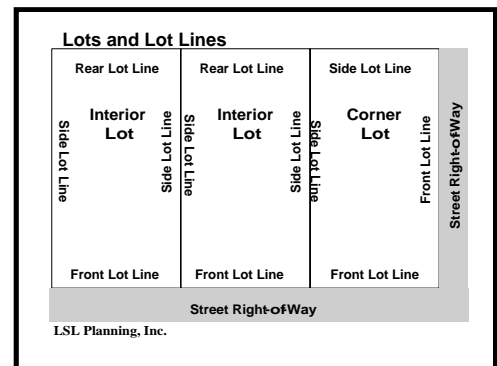 Lots and Lot Lines
Rear Lot Line
Rear Lot Line
Side Lot Line
Interior
Lot
Interior
Lot
Corner
Lot
Side Lot Line
Side Lot Line
Side Lot Line
Side Lot Line
Side Lot Line
Front Lot Line
Street Right-of-Way
Front Lot Line
Front Lot Line
Front Lot Line
Street Right-of-Way
LSL Planning, Inc.